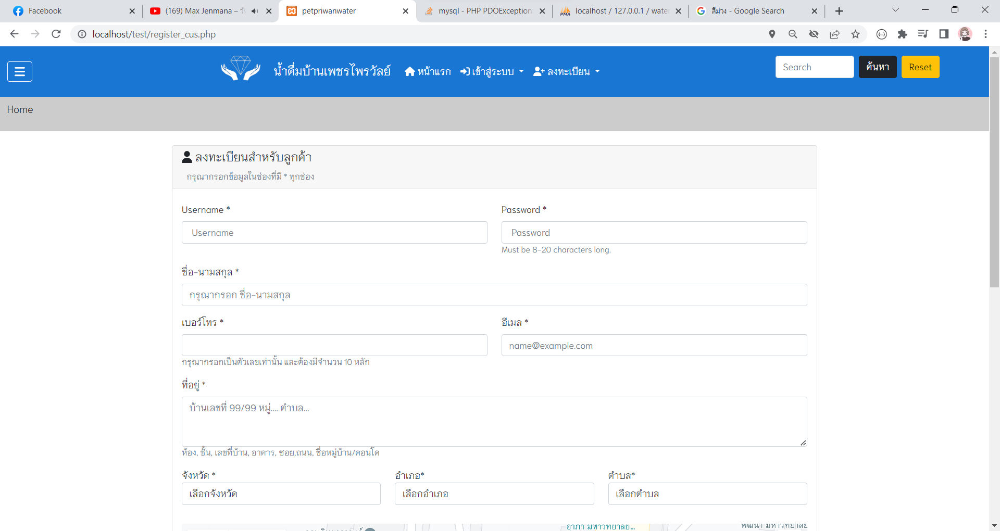 Facebook
(169) Max Jenmana –
petpriwanwater
mysql - PHP PDOException:
localhost / 127.0.0.1 / wate
สีม่วง - Google Search
localhost/test/register_cus.php
น้ำดื่มบ้านเพชรไพรวัลย์
หน้าแรก
เข้าสู่ระบบ
ลงทะเบียน
Search
ค้นหา
Reset
Home
ลงทะเบียนสำหรับลูกค้า
กรุณากรอกข้อมูลในช่องที่มี * ทุกช่อง
Username *
Password *
Username
Password
Must be 8-20 characters long.
ชื่อ-นามสกุล *
กรุณากรอก ชื่อ-นามสกุล
เบอร์โทร *
อีเมล *
name@example.com
กรุณากรอกเป็นตัวเลขเท่านั้น และต้องมีจำนวน 10 หลัก
ที่อยู่ *
บ้านเลขที่ 99/99 หมู่.... ตำบล...
ห้อง, ชั้น, เลขที่บ้าน, อาคาร, ซอย,ถนน, ชื่อหมู่บ้าน/คอนโด
จังหวัด *
อำเภอ*
ตำบล*
เลือกจังหวัด
เลือกอำเภอ
เลือกตำบล
อาภา มหาวิทยาลัย...
พัฒนา มหาวิทยาลัย